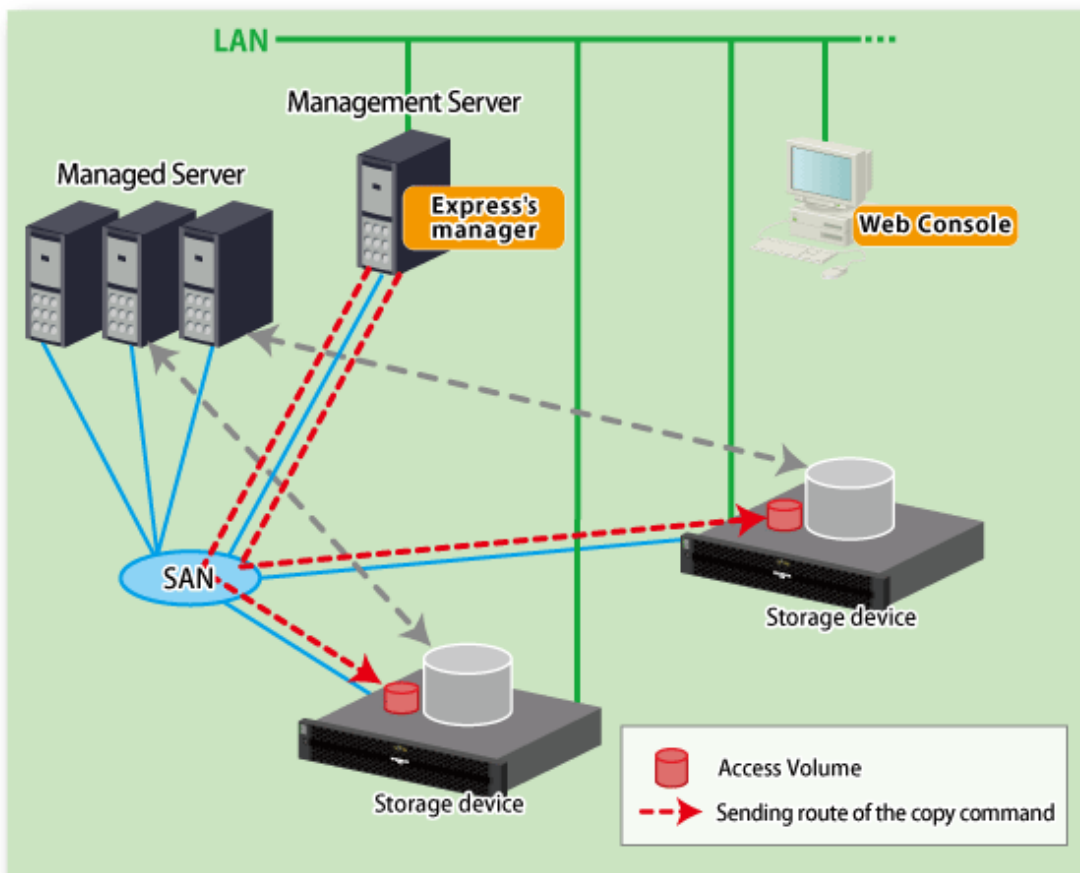 LAN
Management Server
Managed Server
Express's
manager
Web Console
SAN
Storage device
Storage device
Access Volume
Sending route of the copy command